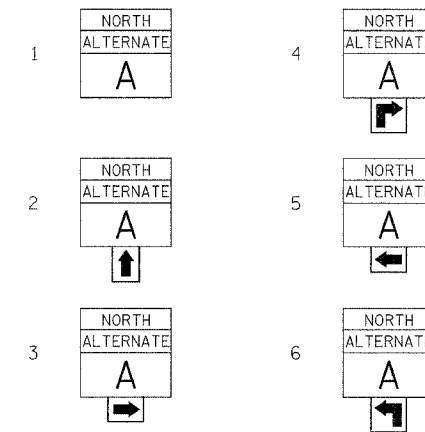 1
NORTH
ALTERNATE
A
2
NORTH
ALTERNATE
A
3
NORTH
ALTERNATE
A
4
NORTH
ALTERNAT
A
5
NORTH
ALTERNAT
A
6
NORTH
ALTERNAT
A